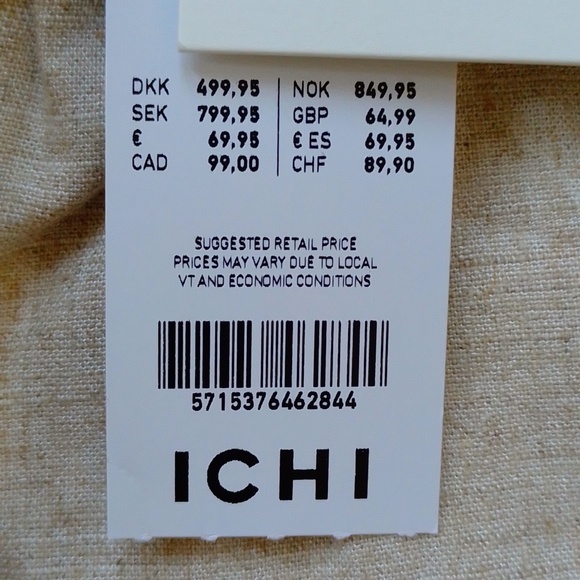 DKK 499,95 NOK 849,95
SEK 799,95 GBP 64,99
€ 69,95 € ES 69,95
CAD 99,00 CHF 89,90
SUGGESTED RETAIL PRICE
PRICES MAY VARY DUE TO LOCAL
VT AND ECONOMIC CONDITIONS
5715376462844
ICHI